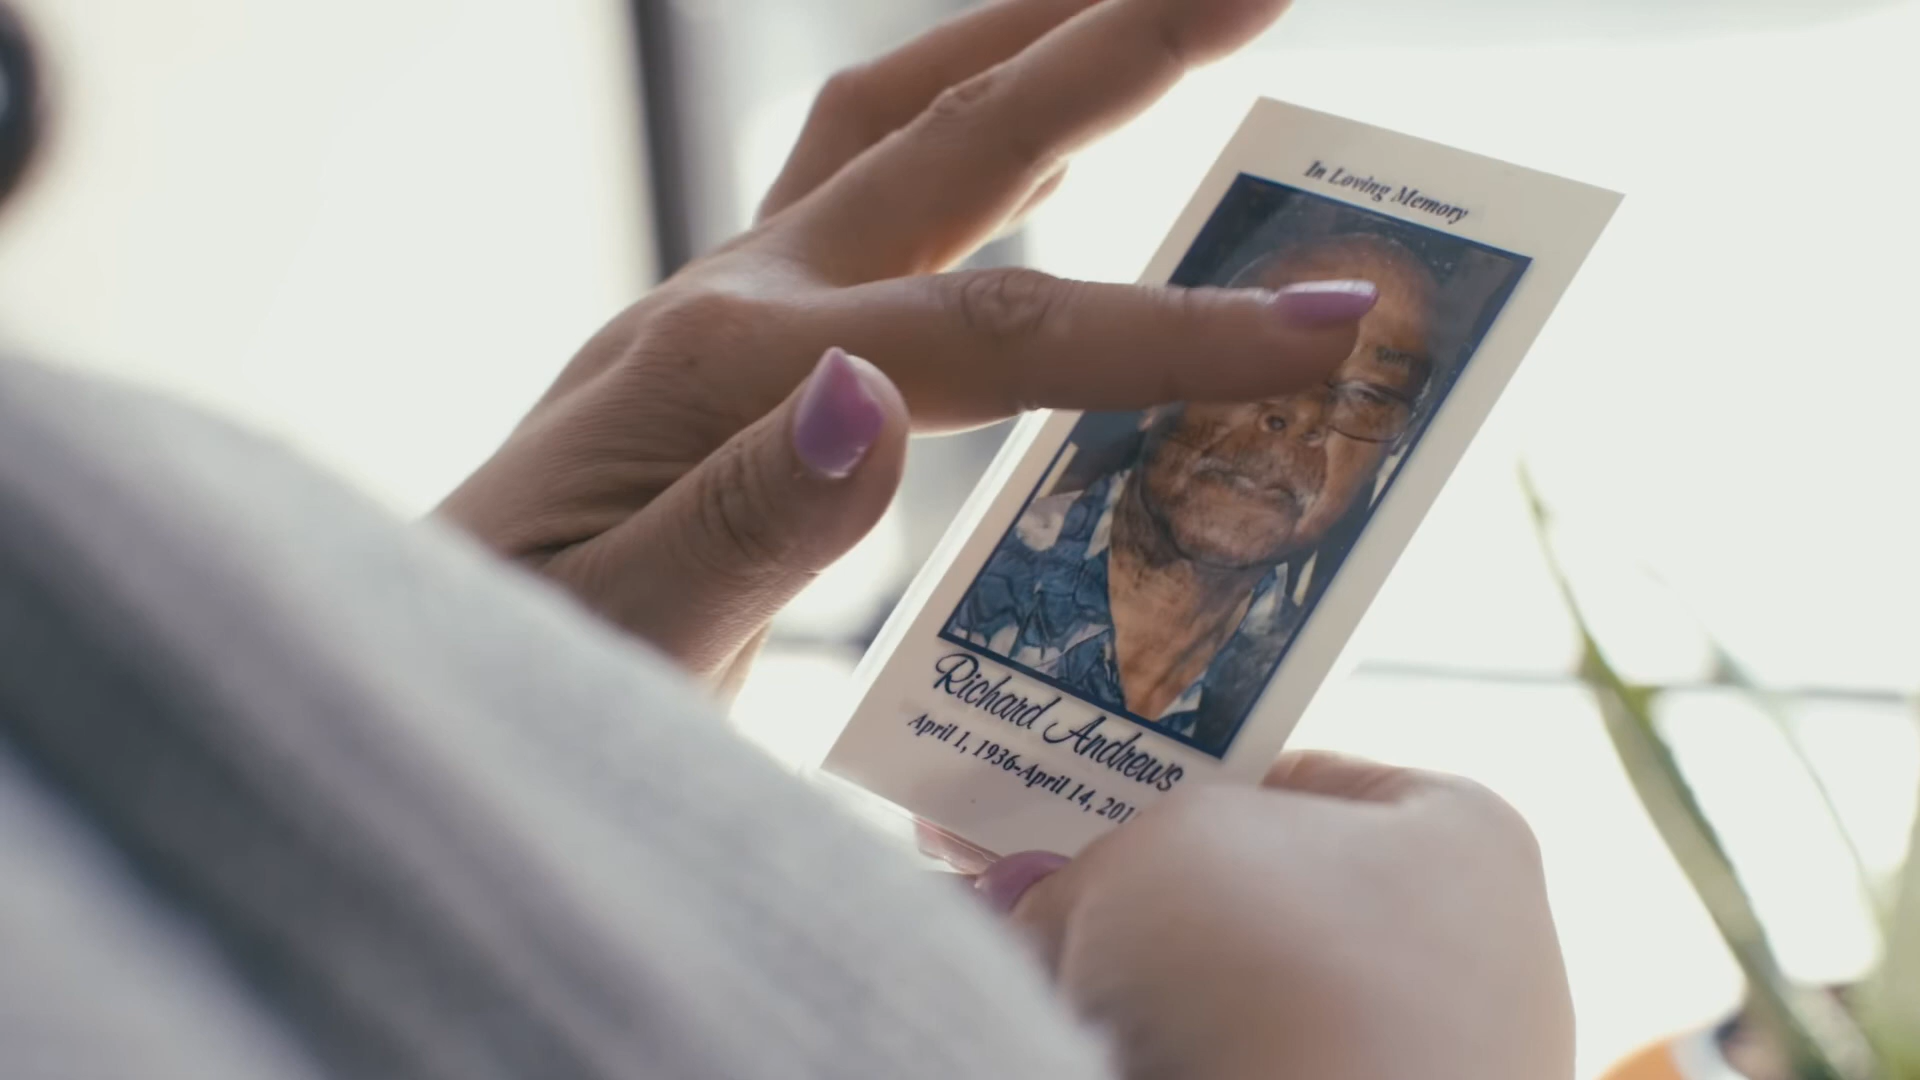 In Loving Memory
Richard Andrews
April 1, 1936-April 14, 201